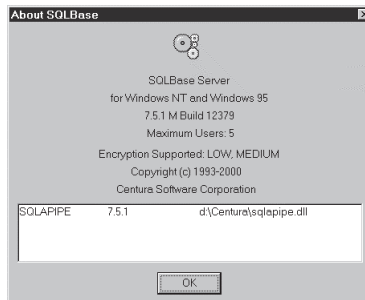 About SQLBase
SQLBase Server
for Windows NT and Windows 95
7.5.1 M Build 12379
Maximum Users: 5
Encryption Supported: LOW, MEDIUM
Copyright (c) 1993-2000
Centura Software Corporation
SQLAPIPE 7.5.1 d:\Centura\sqlapipe.dll
OK